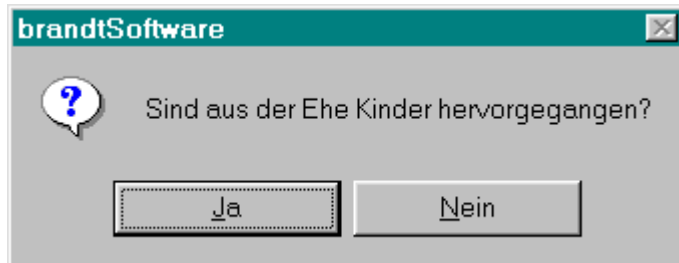 brandtSoftware
?
Sind aus der Ehe Kinder hervorgegangen?
Ja
Nein